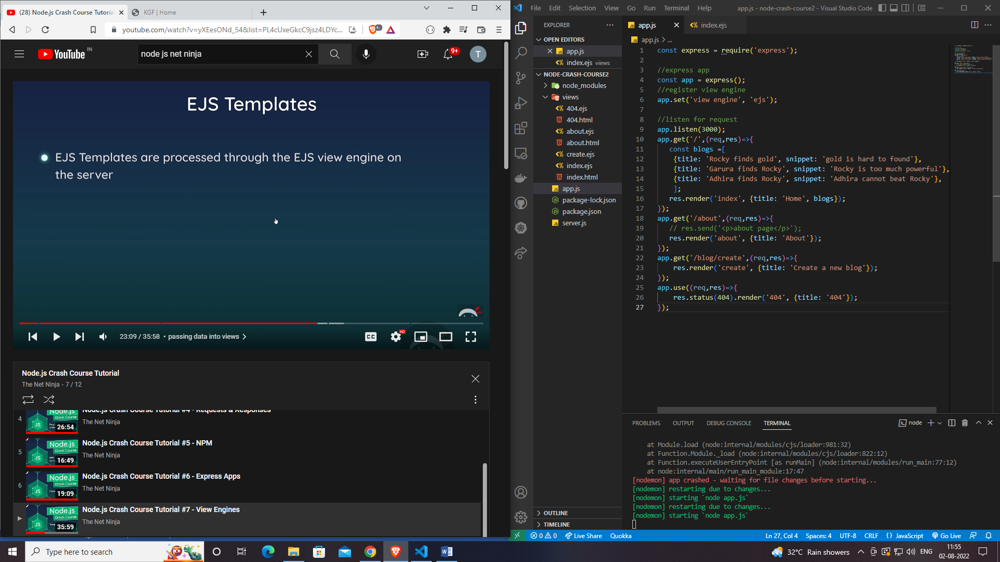 (28) Node.js Crash Course Tutoria
KGF | Home
youtube.com/watch?v=yXEesONd_54&list=PL4cUxeGkcC9jsz4LDYc...
YouTube IN
node js net ninja
9+
T
EJS Templates
EJS Templates are processed through the EJS view engine on
the server
23:09 / 35:58 • passing data into views
CC
HD
Node.js Crash Course Tutorial
The Net Ninja - 7 / 12
4
Node.js Crash Course Tutorial #4 - Requests & Responses
The Net Ninja
26:54
5
Node.js Crash Course Tutorial #5 - NPM
The Net Ninja
16:49
6
Node.js Crash Course Tutorial #6 - Express Apps
The Net Ninja
19:09
Node.js Crash Course Tutorial #7 - View Engines
The Net Ninja
35:59
File Edit Selection View Go Run Terminal Help
app.js - node-crash-course2 - Visual Studio Code
EXPLORER
OPEN EDITORS
app.js
index.ejs views
NODE-CRASH-COURSE2
node_modules
views
404.ejs
404.html
about.ejs
about.html
create.ejs
index.ejs
index.html
app.js
package-lock.json
package.json
server.js
OUTLINE
TIMELINE
app.js
index.ejs
app.js > ...
1 const express = require('express');
2
3 //express app
4 const app = express();
5 //register view engine
6 app.set('view engine', 'ejs');
7
8 //listen for request
9 app.listen(3000);
10 app.get('/',(req,res)=>{
11 const blogs =[
12 {title: 'Rocky finds gold', snippet: 'gold is hard to found'},
13 {title: 'Garura finds Rocky', snippet: 'Rocky is too much powerful'},
14 {title: 'Adhira finds Rocky', snippet: 'Adhira cannot beat Rocky'},
15 ];
16 res.render('index', {title: 'Home', blogs});
17 });
18 app.get('/about',(req,res)=>{
19 // res.send('<p>about page</p>');
20 res.render('about', {title: 'About'});
21 });
22 app.get('/blog/create',(req,res)=>{
23 res.render('create', {title: 'Create a new blog'});
24 });
25 app.use((req,res)=>{
26 res.status(404).render('404', {title: '404'});
27 });
PROBLEMS OUTPUT DEBUG CONSOLE TERMINAL
node
at Module.load (node:internal/modules/cjs/loader:981:32)
at Function.Module._load (node:internal/modules/cjs/loader:822:12)
at Function.executeUserEntryPoint [as runMain] (node:internal/modules/run_main:77:12)
at node:internal/main/run_main_module:17:47
[nodemon] app crashed - waiting for file changes before starting...
[nodemon] restarting due to changes...
[nodemon] starting `node app.js`
[nodemon] restarting due to changes...
[nodemon] starting `node app.js`
0 0 Live Share Quokka
Ln 27, Col 4 Spaces: 4 UTF-8 CRLF {} JavaScript Go Live
Type here to search
32°C Rain showers
ENG
11:55
02-08-2022